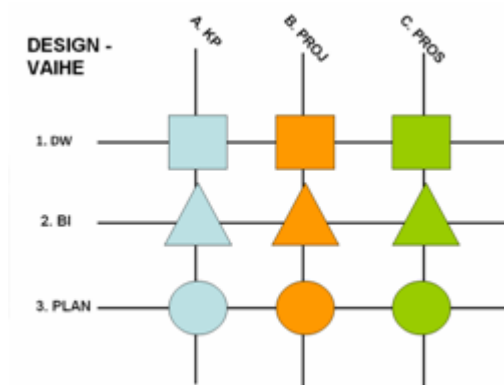 DESIGN -
VAIHE
A. KP
B. PROJ
C. PROS
1. DW
2. BI
3. PLAN